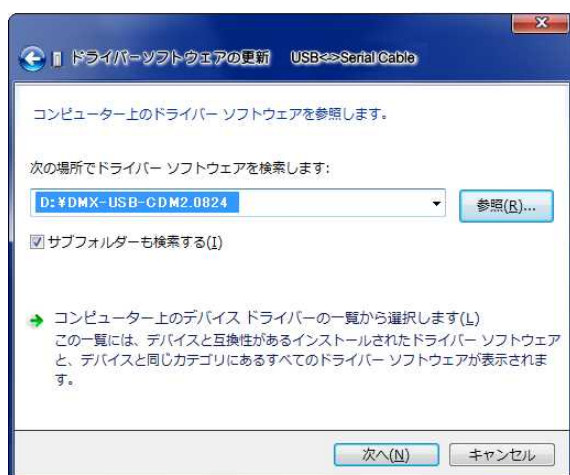 ドライバーソフトウェアの更新 USB<=>Serial Cable
コンピューター上のドライバー ソフトウェアを参照します。
次の場所でドライバー ソフトウェアを検索します:
D:¥DMX-USB-CDM2.0824
参照(R)...
サブフォルダーも検索する(I)
コンピューター上のデバイス ドライバーの一覧から選択します(L)
この一覧には、デバイスと互換性があるインストールされたドライバー ソフトウェア
と、デバイスと同じカテゴリにあるすべてのドライバー ソフトウェアが表示されま
す。
次へ(N)
キャンセル